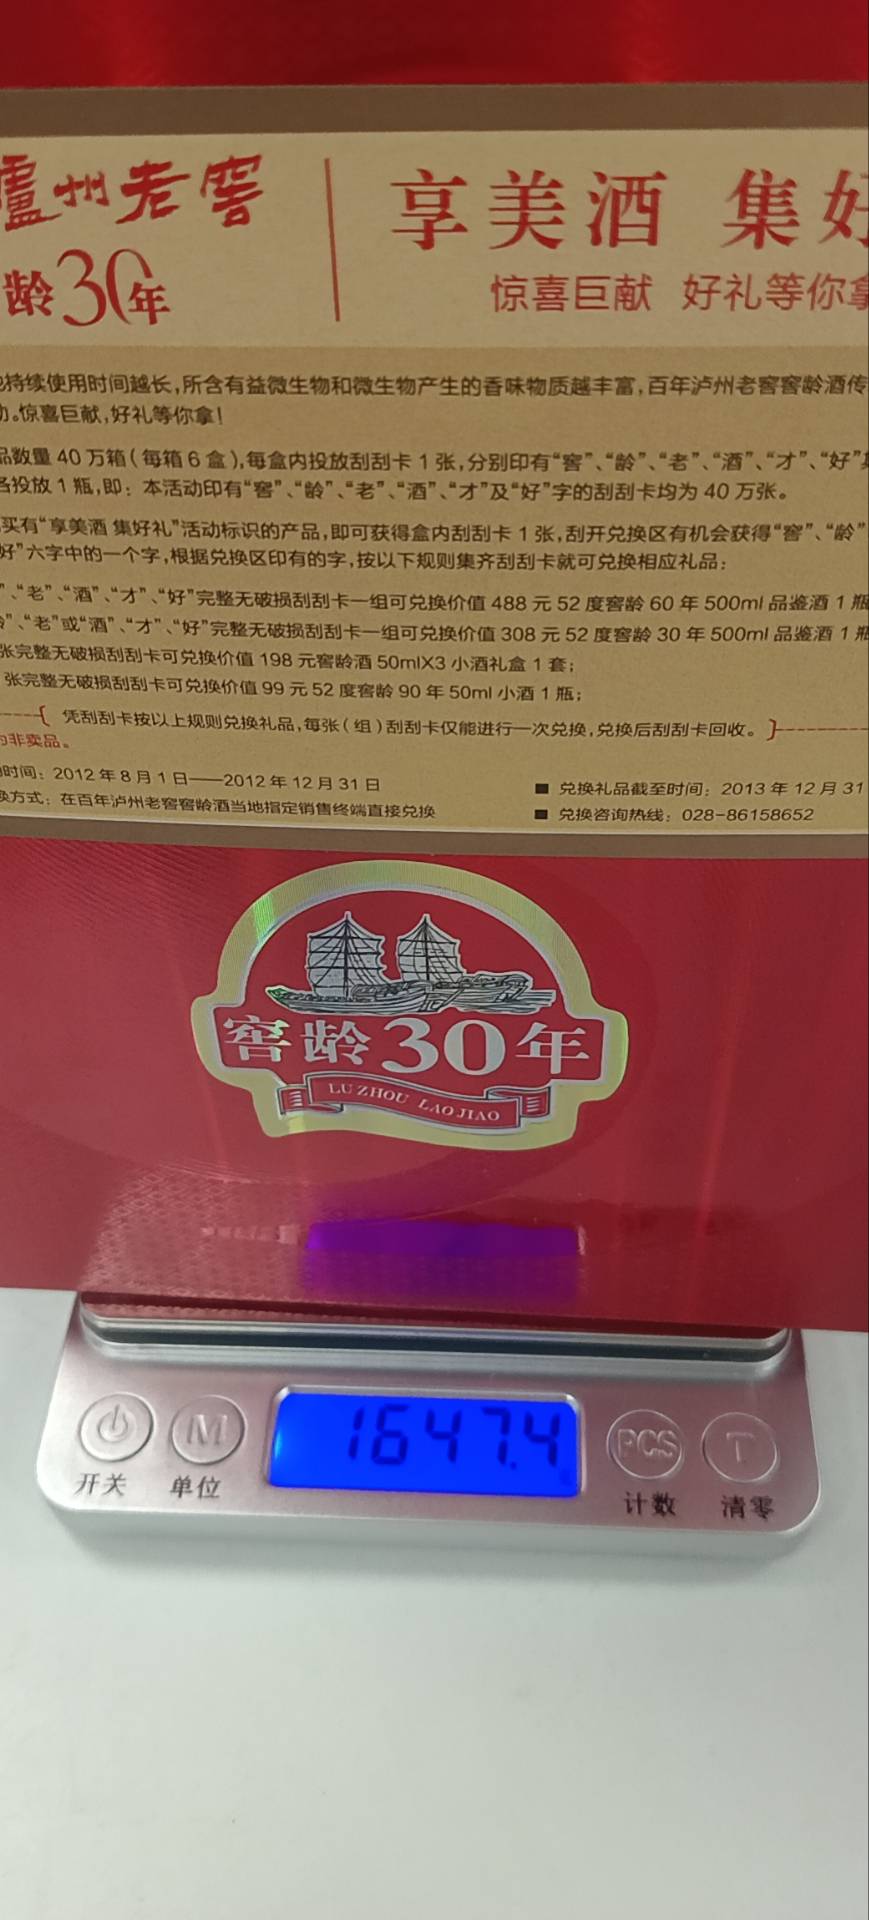 泸州老窖
龄30年
享美酒 集好
惊喜巨献 好礼等你拿
持续使用时间越长,所含有益微生物和微生物产生的香味物质越丰富,百年泸州老窖窖龄酒传
惊喜巨献,好礼等你拿!
品数量 40 万箱(每箱 6 盒),每盒内投放刮刮卡 1 张,分别印有“窖”、“龄”、“老”、“酒”、“才”、“好”
各投放 1 瓶,即:本活动印有“窖”、“龄”、“老”、“酒”、“才”及“好”字的刮刮卡均为 40 万张。
买有“享美酒 集好礼”活动标识的产品,即可获得盒内刮刮卡 1 张,刮开兑换区有机会获得“窖”、“龄”
好”六字中的一个字,根据兑换区印有的字,按以下规则集齐刮刮卡就可兑换相应礼品:
”、“老”、“酒”、“才”、“好”完整无破损刮刮卡一组可兑换价值 488 元 52 度窖龄 60 年 500ml 品鉴酒 1 瓶
”、“老”或“酒”、“才”、“好”完整无破损刮刮卡一组可兑换价值 308 元 52 度窖龄 30 年 500ml 品鉴酒 1 瓶
张完整无破损刮刮卡可兑换价值 198 元窖龄酒 50mlX3 小酒礼盒 1 套;
张完整无破损刮刮卡可兑换价值 99 元 52 度窖龄 90 年 50ml 小酒 1 瓶;
凭刮刮卡按以上规则兑换礼品,每张(组)刮刮卡仅能进行一次兑换,兑换后刮刮卡回收。
为非卖品。
时间:2012 年 8 月 1 日——2012 年 12 月 31 日
■ 兑换礼品截至时间:2013 年 12 月 31
换方式:在百年泸州老窖窖龄酒当地指定销售终端直接兑换
■ 兑换咨询热线:028-86158652
窖龄30年
LU ZHOU LAO JIAO
1647.4
M
PCS
T
开关
单位
计数
清零